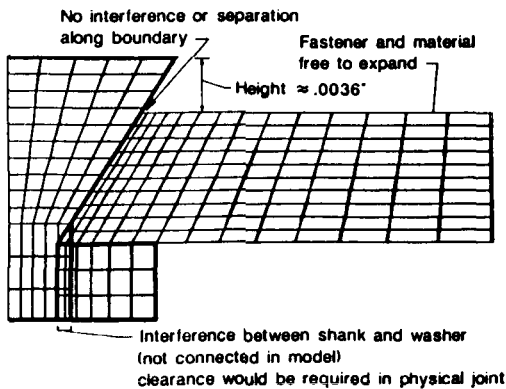 No interference or separation
along boundary
Fastener and material
free to expand
Height ≈ .0036"
Interference between shank and washer
(not connected in model)
clearance would be required in physical joint